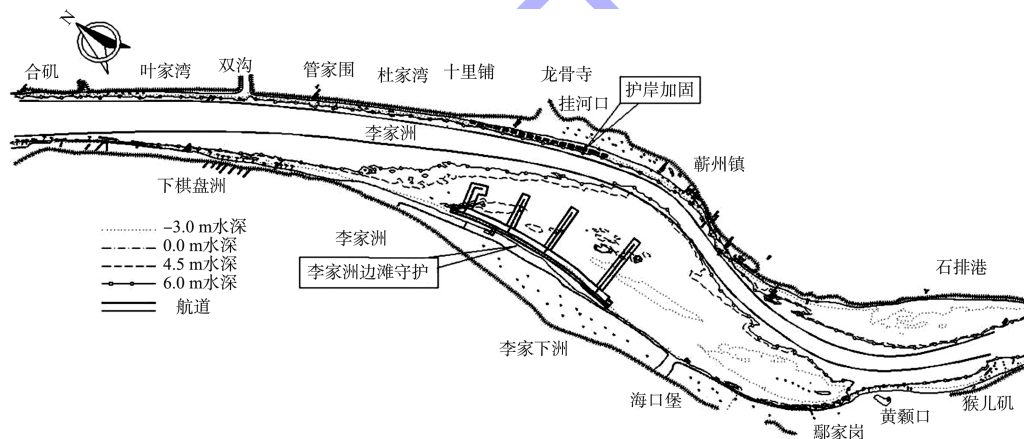 N
合矶
叶家湾
双沟
管家围
杜家湾
十里铺
龙骨寺
挂河口
护岸加固
蕲州镇
李家洲
下棋盘洲
-3.0 m水深
0.0 m水深
4.5 m水深
6.0 m水深
航道
李家洲
李家洲边滩守护
石排港
李家下洲
海口堡
鄢家岗
黄颡口
猴儿矶